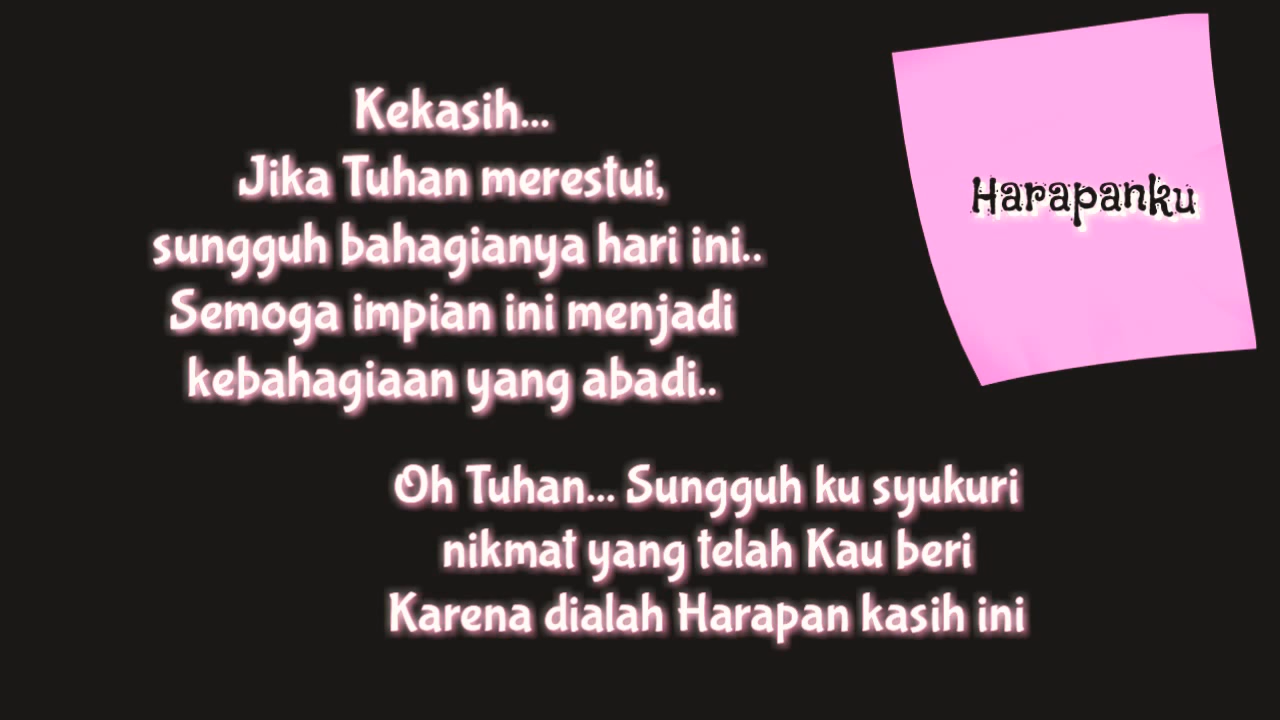 Harapanku
Kekasih...
Jika Tuhan merestui,
sungguh bahagianya hari ini..
Semoga impian ini menjadi
kebahagiaan yang abadi..
Oh Tuhan... Sungguh ku syukuri
nikmat yang telah Kau beri
Karena dialah Harapan kasih ini